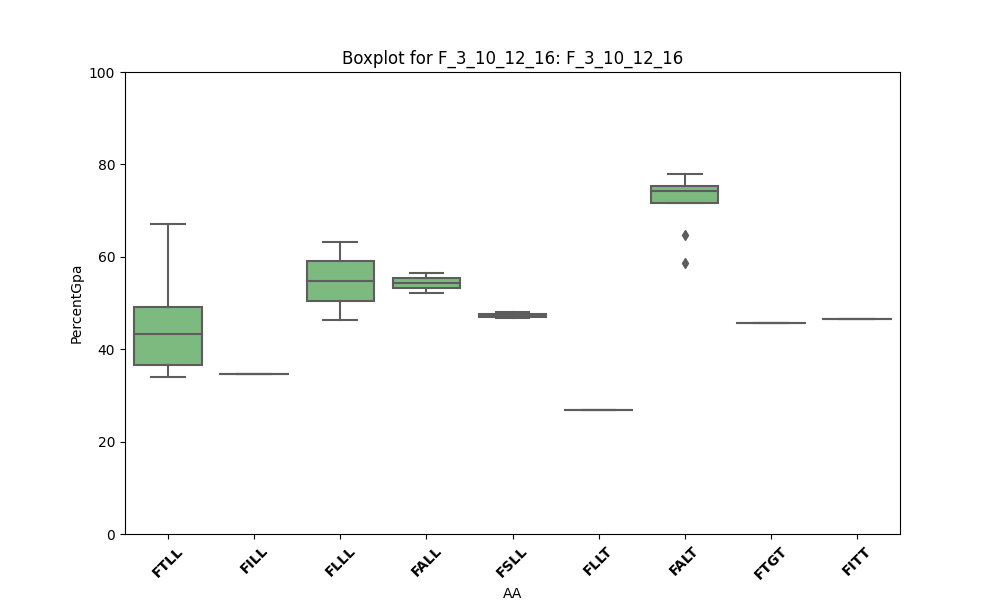 Boxplot for F_3_10_12_16: F_3_10_12_16
100
80
60
40
20
0
PercentGpa
FTLL
FILL
FLLL
FALL
FSLL
FLLT
FALT
FTGT
FITT
AA